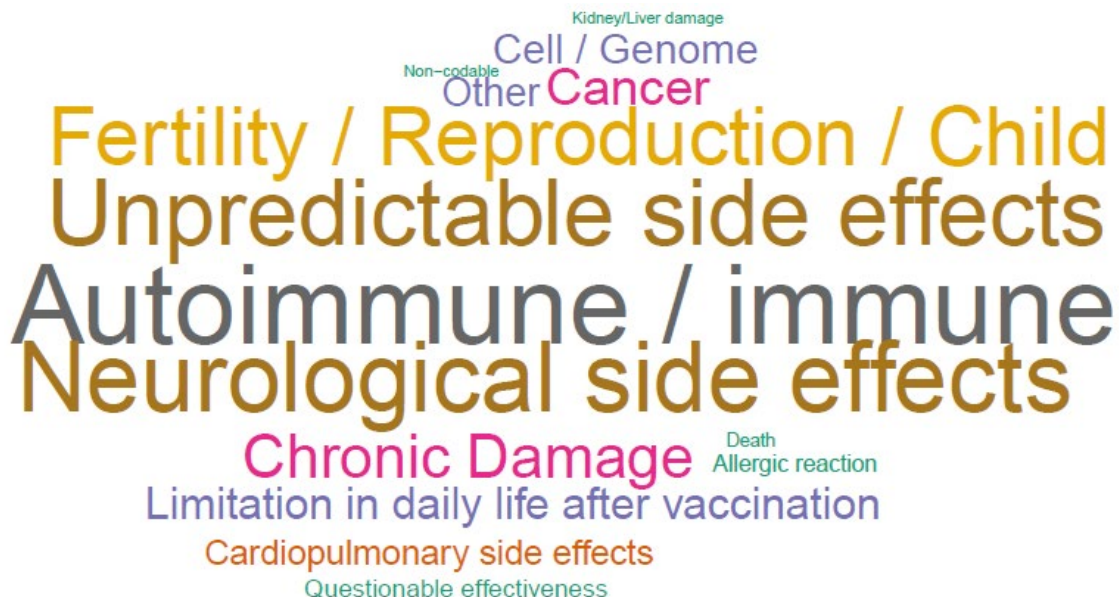 Kidney/Liver damage
Cell / Genome
Non-codable
Other Cancer
Fertility / Reproduction / Child
Unpredictable side effects
Autoimmune / immune
Neurological side effects
Chronic Damage
Death
Allergic reaction
Limitation in daily life after vaccination
Cardiopulmonary side effects
Questionable effectiveness